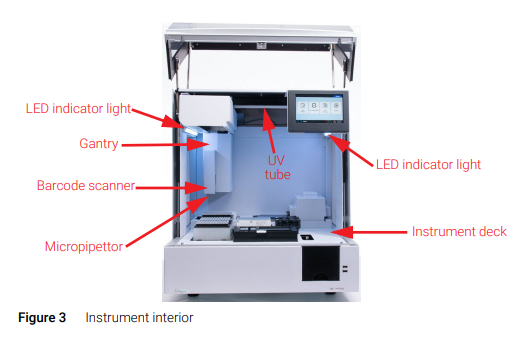 LED indicator light
Gantry
UV
tube
LED indicator light
Barcode scanner
Micropipettor
Instrument deck
Figure 3 Instrument interior